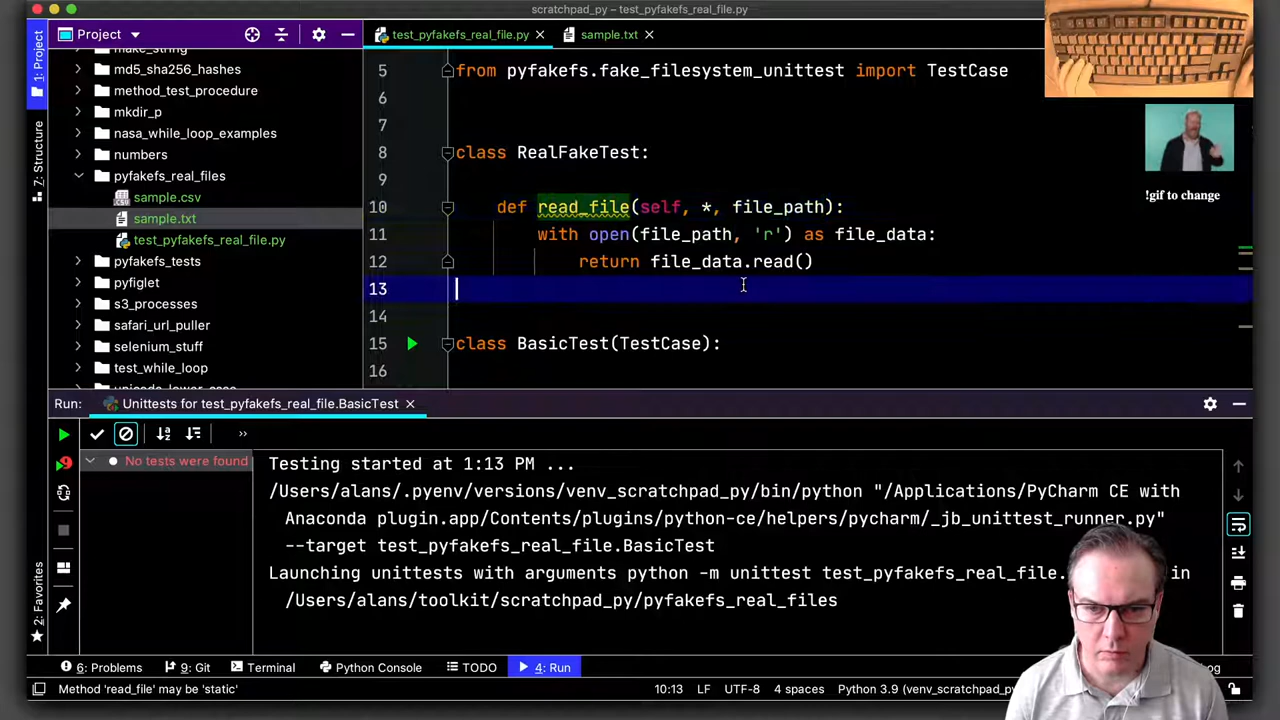 scratchpad_py – test_pyfakefs_real_file.py
1: Project
7: Structure
2: Favorites
Project
make_string
md5_sha256_hashes
method_test_procedure
mkdir_p
nasa_while_loop_examples
numbers
pyfakefs_real_files
sample.csv
sample.txt
test_pyfakefs_real_file.py
pyfakefs_tests
pyfiglet
s3_processes
safari_url_puller
selenium_stuff
test_while_loop
unicode_lower_case
test_pyfakefs_real_file.py
sample.txt
5 from pyfakefs.fake_filesystem_unittest import TestCase
6
7
8 class RealFakeTest:
9
10 def read_file(self, *, file_path):
11 with open(file_path, 'r') as file_data:
12 return file_data.read()
13
14
15 class BasicTest(TestCase):
16
!gif to change
Run: Unittests for test_pyfakefs_real_file.BasicTest
No tests were found
Testing started at 1:13 PM ...
/Users/alans/.pyenv/versions/venv_scratchpad_py/bin/python "/Applications/PyCharm CE with
Anaconda plugin.app/Contents/plugins/python-ce/helpers/pycharm/_jb_unittest_runner.py"
--target test_pyfakefs_real_file.BasicTest
Launching unittests with arguments python -m unittest test_pyfakefs_real_file. in
/Users/alans/toolkit/scratchpad_py/pyfakefs_real_files
6: Problems 9: Git Terminal Python Console TODO 4: Run
Method 'read_file' may be 'static' 10:13 LF UTF-8 4 spaces Python 3.9 (venv_scratchpad_py